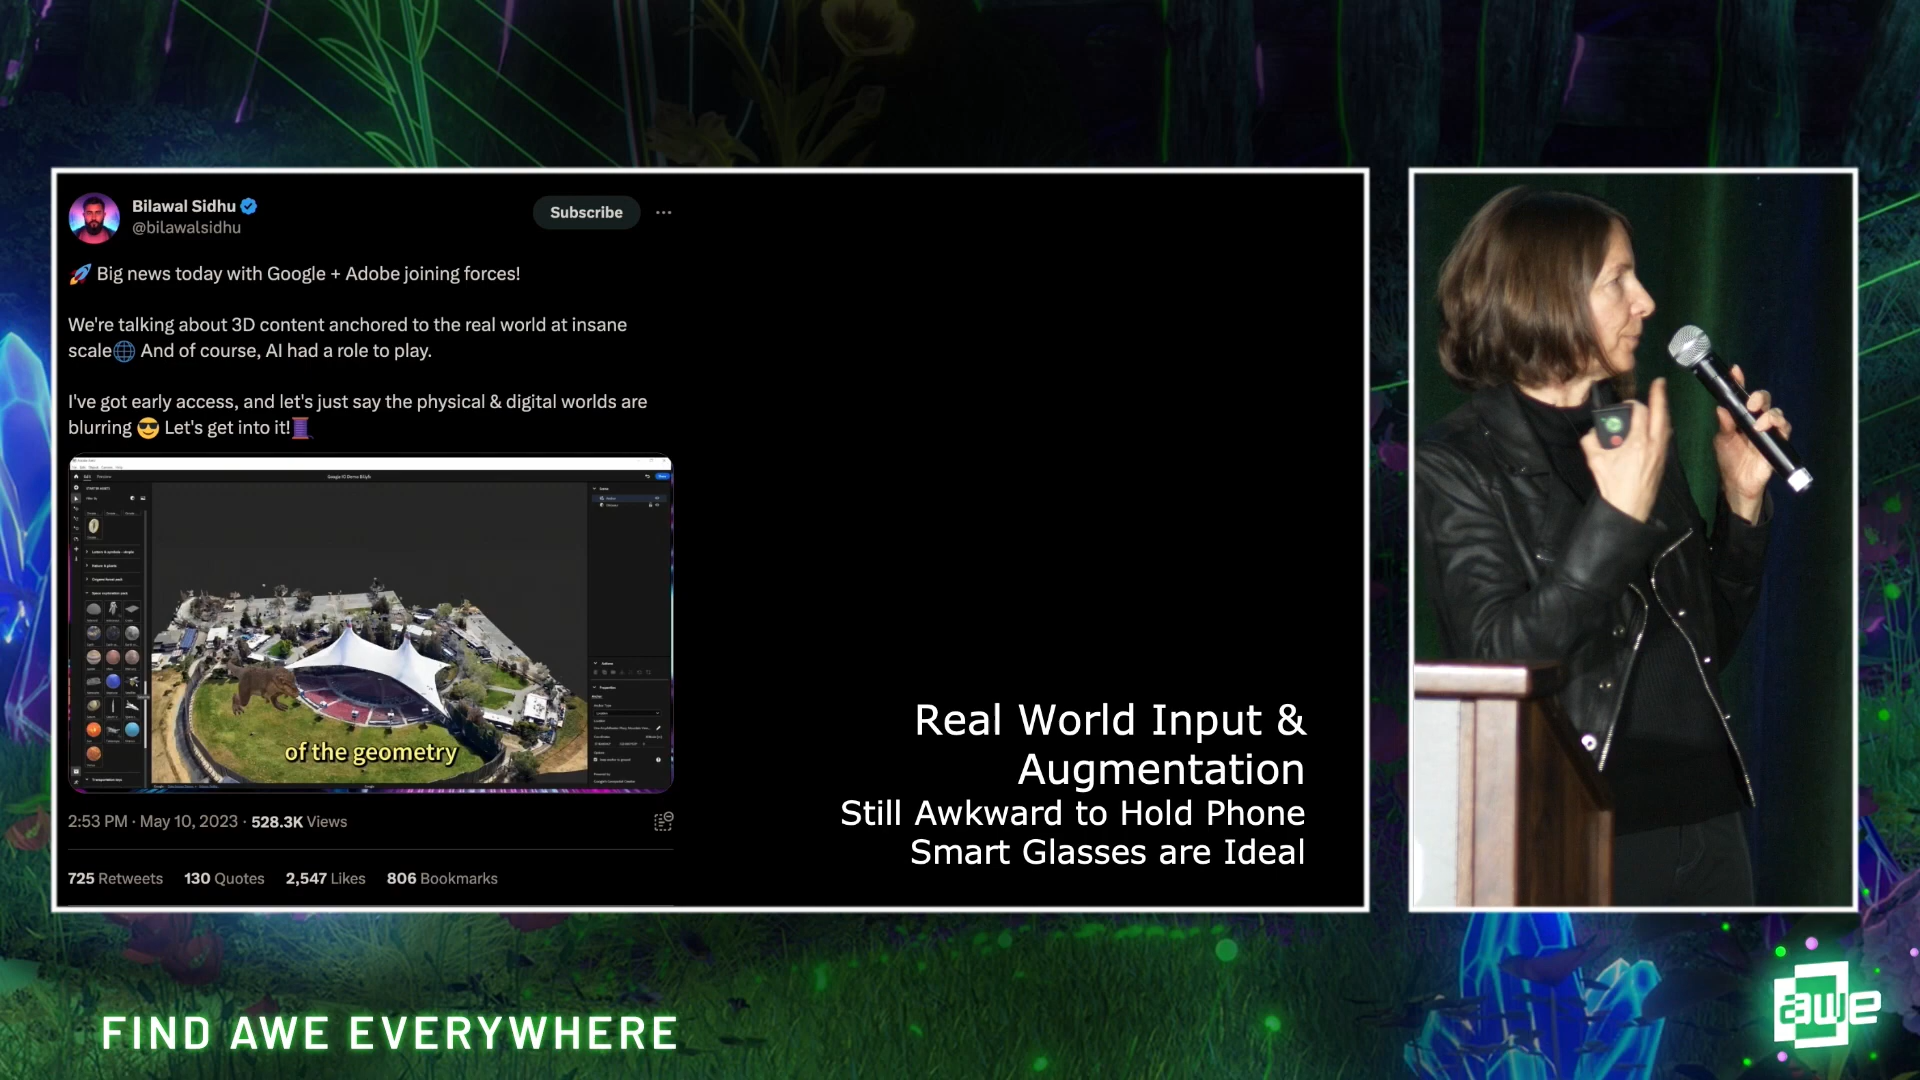 Bilawal Sidhu
@bilawalsidhu
Subscribe
🚀 Big news today with Google + Adobe joining forces!
We're talking about 3D content anchored to the real world at insane
scale🌐 And of course, AI had a role to play.
I've got early access, and let's just say the physical & digital worlds are
blurring 😎 Let's get into it!🧵
of the geometry
2:53 PM · May 10, 2023 · 528.3K Views
725 Retweets 130 Quotes 2,547 Likes 806 Bookmarks
Real World Input &
Augmentation
Still Awkward to Hold Phone
Smart Glasses are Ideal
FIND AWE EVERYWHERE
awe